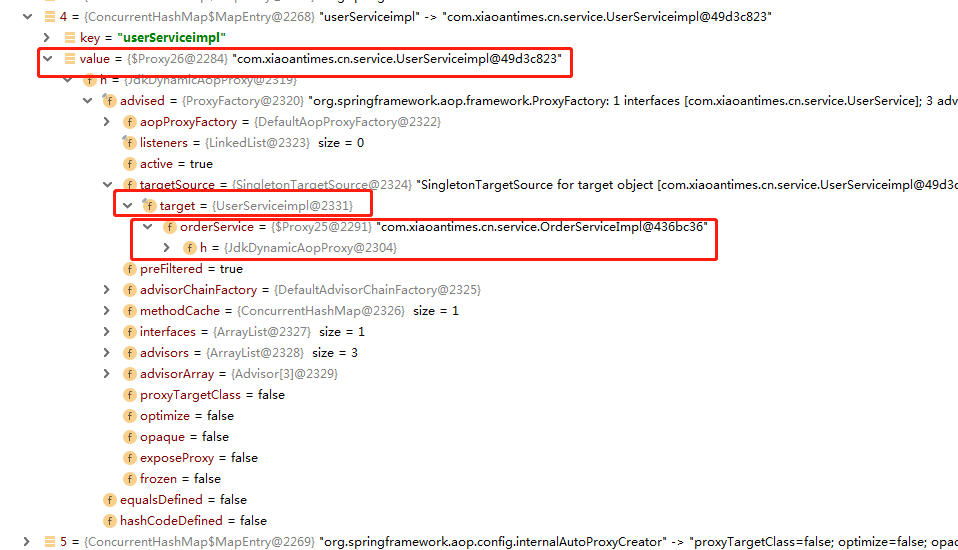 4 = {ConcurrentHashMap$MapEntry@2268} "userServiceimpl" -> "com.xiaoantimes.cn.service.UserServiceimpl@49d3c823"
key = "userServiceimpl"
value = {$Proxy26@2284} "com.xiaoantimes.cn.service.UserServiceimpl@49d3c823"
h = {JdkDynamicAopProxy@2319}
advised = {ProxyFactory@2320} "org.springframework.aop.framework.ProxyFactory: 1 interfaces [com.xiaoantimes.cn.service.UserService]; 3 adv
aopProxyFactory = {DefaultAopProxyFactory@2322}
listeners = {LinkedList@2323} size = 0
active = true
targetSource = {SingletonTargetSource@2324} "SingletonTargetSource for target object [com.xiaoantimes.cn.service.UserServiceimpl@49d3c
target = {UserServiceimpl@2331}
orderService = {$Proxy25@2291} "com.xiaoantimes.cn.service.OrderServiceImpl@436bc36"
h = {JdkDynamicAopProxy@2304}
preFiltered = true
advisorChainFactory = {DefaultAdvisorChainFactory@2325}
methodCache = {ConcurrentHashMap@2326} size = 1
interfaces = {ArrayList@2327} size = 1
advisors = {ArrayList@2328} size = 3
advisorArray = {Advisor[3]@2329}
proxyTargetClass = false
optimize = false
opaque = false
exposeProxy = false
frozen = false
equalsDefined = false
hashCodeDefined = false
5 = {ConcurrentHashMap$MapEntry@2269} "org.springframework.aop.config.internalAutoProxyCreator" -> "proxyTargetClass=false; optimize=false; opac